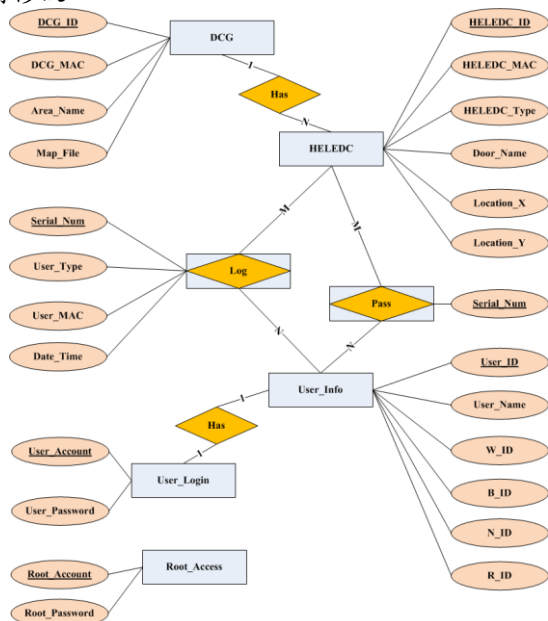 DCG_ID
DCG
HELEDC_ID
DCG_MAC
1
HELEDC_MAC
Has
Area_Name
HELEDC_Type
N
Map_File
HELEDC
Door_Name
Location_X
M
Serial_Num
M
Location_Y
User_Type
Log
Pass
Serial_Num
User_MAC
N
N
Date_Time
User_ID
User_Info
1
User_Name
Has
User_Account
1
W_ID
User_Login
B_ID
User_Password
N_ID
Root_Account
Root_Access
R_ID
Root_Password